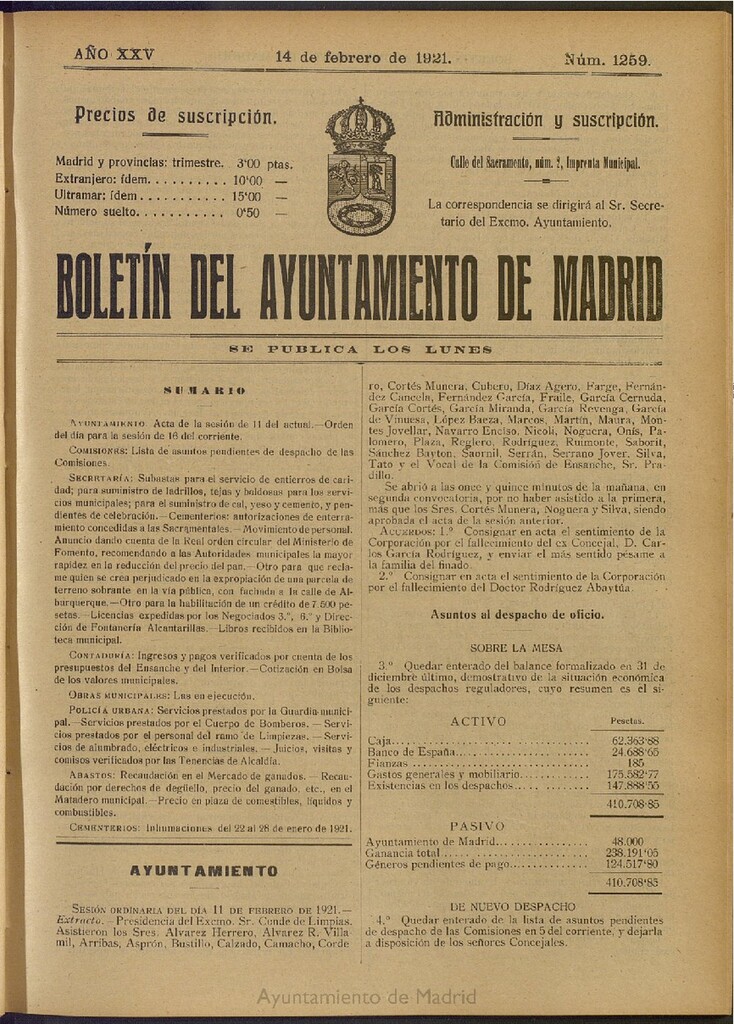 AÑO XXV
14 de febrero de 1921.
Núm. 1259.
Precios de suscripción.
Madrid y provincias: trimestre. 3'00 ptas.
Extranjero: ídem.......... 10'00 —
Ultramar: ídem........... 15'00 —
Número suelto........... 0'50 —
Administración y suscripción.
Calle del Sacramento, núm. 2, Imprenta Municipal.
La correspondencia se dirigirá al Sr. Secre-
tario del Excmo. Ayuntamiento.
BOLETÍN DEL AYUNTAMIENTO DE MADRID
SE PUBLICA LOS LUNES
SUMARIO
AYUNTAMIENTO. Acta de la sesión de 11 del actual.—Orden
del día para la sesión de 16 del corriente.
COMISIONES: Lista de asuntos pendientes de despacho de las
Comisiones.
SECRETARÍA: Subastas para el servicio de entierros de cari-
dad; para suministro de ladrillos, tejas y baldosas para los servi-
cios municipales; para el suministro de cal, yeso y cemento, y pen-
dientes de celebración.—Cementerios: autorizaciones de enterra-
miento concedidas a las Sacramentales.—Movimiento de personal.
Anuncio dando cuenta de la Real orden circular del Ministerio de
Fomento, recomendando a las Autoridades municipales la mayor
rapidez en la reducción del precio del pan.—Otro para que recla-
me quien se crea perjudicado en la expropiación de una parcela de
terreno sobrante en la vía pública, con fachada a la calle de Al-
burquerque.—Otro para la habilitación de un crédito de 7.500 pe-
setas.—Licencias expedidas por los Negociados 3.º, 6.º y Direc-
ción de Fontanería Alcantarillas.—Libros recibidos en la Biblio-
teca municipal.
CONTADURÍA: Ingresos y pagos verificados por cuenta de los
presupuestos del Ensanche y del Interior.—Cotización en Bolsa
de los valores municipales.
OBRAS MUNICIPALES: Las en ejecución.
POLICÍA URBANA: Servicios prestados por la Guardia munici-
pal.—Servicios prestados por el Cuerpo de Bomberos.—Servi-
cios prestados por el personal del ramo de Limpiezas.—Servi-
cios de alumbrado, eléctricos e industriales.—Juicios, visitas y
comisos verificados por las Tenencias de Alcaldía.
ABASTOS: Recaudación en el Mercado de ganados.—Recau-
dación por derechos de degüello, precio del ganado, etc., en el
Matadero municipal.—Precio en plaza de comestibles, líquidos y
combustibles.
CEMENTERIOS: Inhumaciones del 22 al 28 de enero de 1921.
AYUNTAMIENTO
SESIÓN ORDINARIA DEL DÍA 11 DE FEBRERO DE 1921.—
Extracto.—Presidencia del Excmo. Sr. Conde de Limpias.
Asistieron los Sres. Alvarez Herrero, Alvarez R. Villa-
mil, Arribas, Asprón, Bustillo, Calzado, Camacho, Corde
ro, Cortés Munera, Cubero, Díaz Agero, Farge, Fernán-
dez Cancela, Fernández García, Fraile, García Cernuda,
García Cortés, García Miranda, García Revenga, García
de Vinuesa, López Baeza, Marcos, Martín, Maura, Mon-
tes Jovellar, Navarro Enciso, Nicoli, Noguera, Onís, Pa-
lomero, Plaza, Reglero, Rodríguez, Ruimonte, Saborit,
Sánchez Bayton, Saornil, Serrán, Serrano Jover, Silva,
Tato y el Vocal de la Comisión de Ensanche, Sr. Pra-
dillo.
Se abrió a las once y quince minutos de la mañana, en
segunda convocatoria, por no haber asistido a la primera,
más que los Sres. Cortés Munera, Noguera y Silva, siendo
aprobada el acta de la sesión anterior.
ACUERDOS: 1.º Consignar en acta el sentimiento de la
Corporación por el fallecimiento del ex Concejal, D. Car-
los García Rodríguez, y enviar el más sentido pésame a
la familia del finado.
2.º Consignar en acta el sentimiento de la Corporación
por el fallecimiento del Doctor Rodríguez Abaytúa.
Asuntos al despacho de oficio.
SOBRE LA MESA
3.º Quedar enterado del balance formalizado en 31 de
diciembre último, demostrativo de la situación económica
de los despachos reguladores, cuyo resumen es el si-
guiente:
ACTIVO
Pesetas.
Caja............................ 62.363'88
Banco de España.................. 24.688'65
Fianzas......................... 185
Gastos generales y mobiliario............. 175.582'77
Existencias en los despachos.............. 147.888'55
410.708'85
PASIVO
Ayuntamiento de Madrid................ 48.000
Ganancia total..................... 238.191'05
Géneros pendientes de pago.............. 124.517'80
410.708'85
DE NUEVO DESPACHO
4.º Quedar enterado de la lista de asuntos pendientes
de despacho de las Comisiones en 5 del corriente, y dejarla
a disposición de los señores Concejales.
Ayuntamiento de Madrid